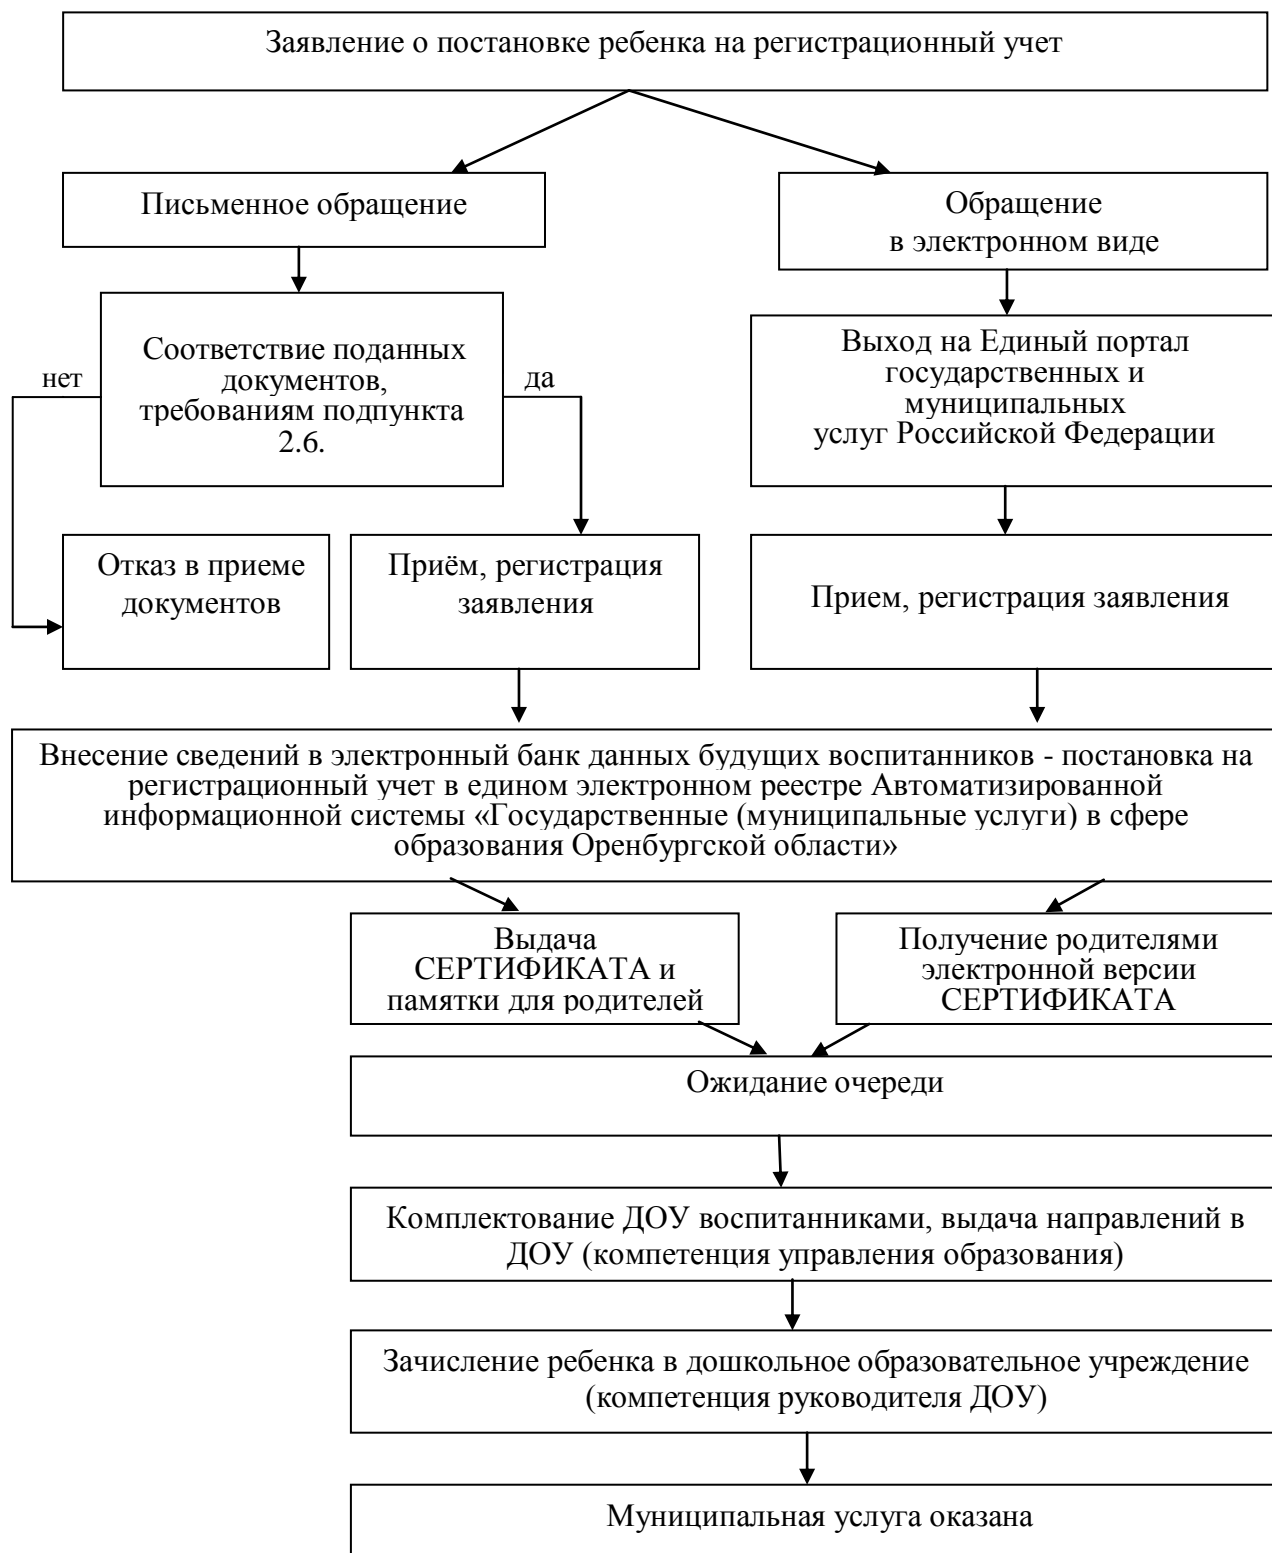 Заявление о постановке ребенка на регистрационный учет
Письменное обращение
Обращение
в электронном виде
Соответствие поданных
документов,
требованиям подпункта
2.6.
нет
да
Выход на Единый портал
государственных и
муниципальных
услуг Российской Федерации
Отказ в приеме
документов
Приём, регистрация
заявления
Прием, регистрация заявления
Внесение сведений в электронный банк данных будущих воспитанников - постановка на
регистрационный учет в едином электронном реестре Автоматизированной
информационной системы «Государственные (муниципальные услуги) в сфере
образования Оренбургской области»
Выдача
СЕРТИФИКАТА и
памятки для родителей
Получение родителями
электронной версии
СЕРТИФИКАТА
Ожидание очереди
Комплектование ДОУ воспитанниками, выдача направлений в
ДОУ (компетенция управления образования)
Зачисление ребенка в дошкольное образовательное учреждение
(компетенция руководителя ДОУ)
Муниципальная услуга оказана